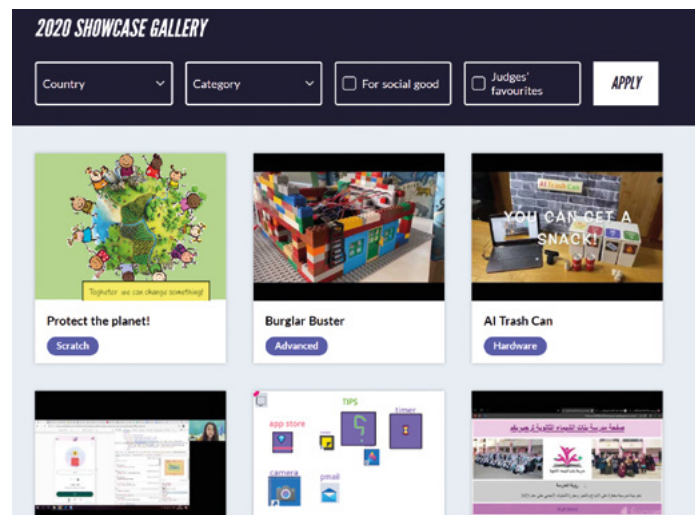 2020 SHOWCASE GALLERY
Country
Category
For social good
Judges'
favourites
APPLY
Togheter we can change something!
AI Trash Can
YOU CAN GET A
SNACK!
Protect the planet!
Burglar Buster
AI Trash Can
Scratch
Advanced
Hardware
TIPS
app store
timer
camera
pmail